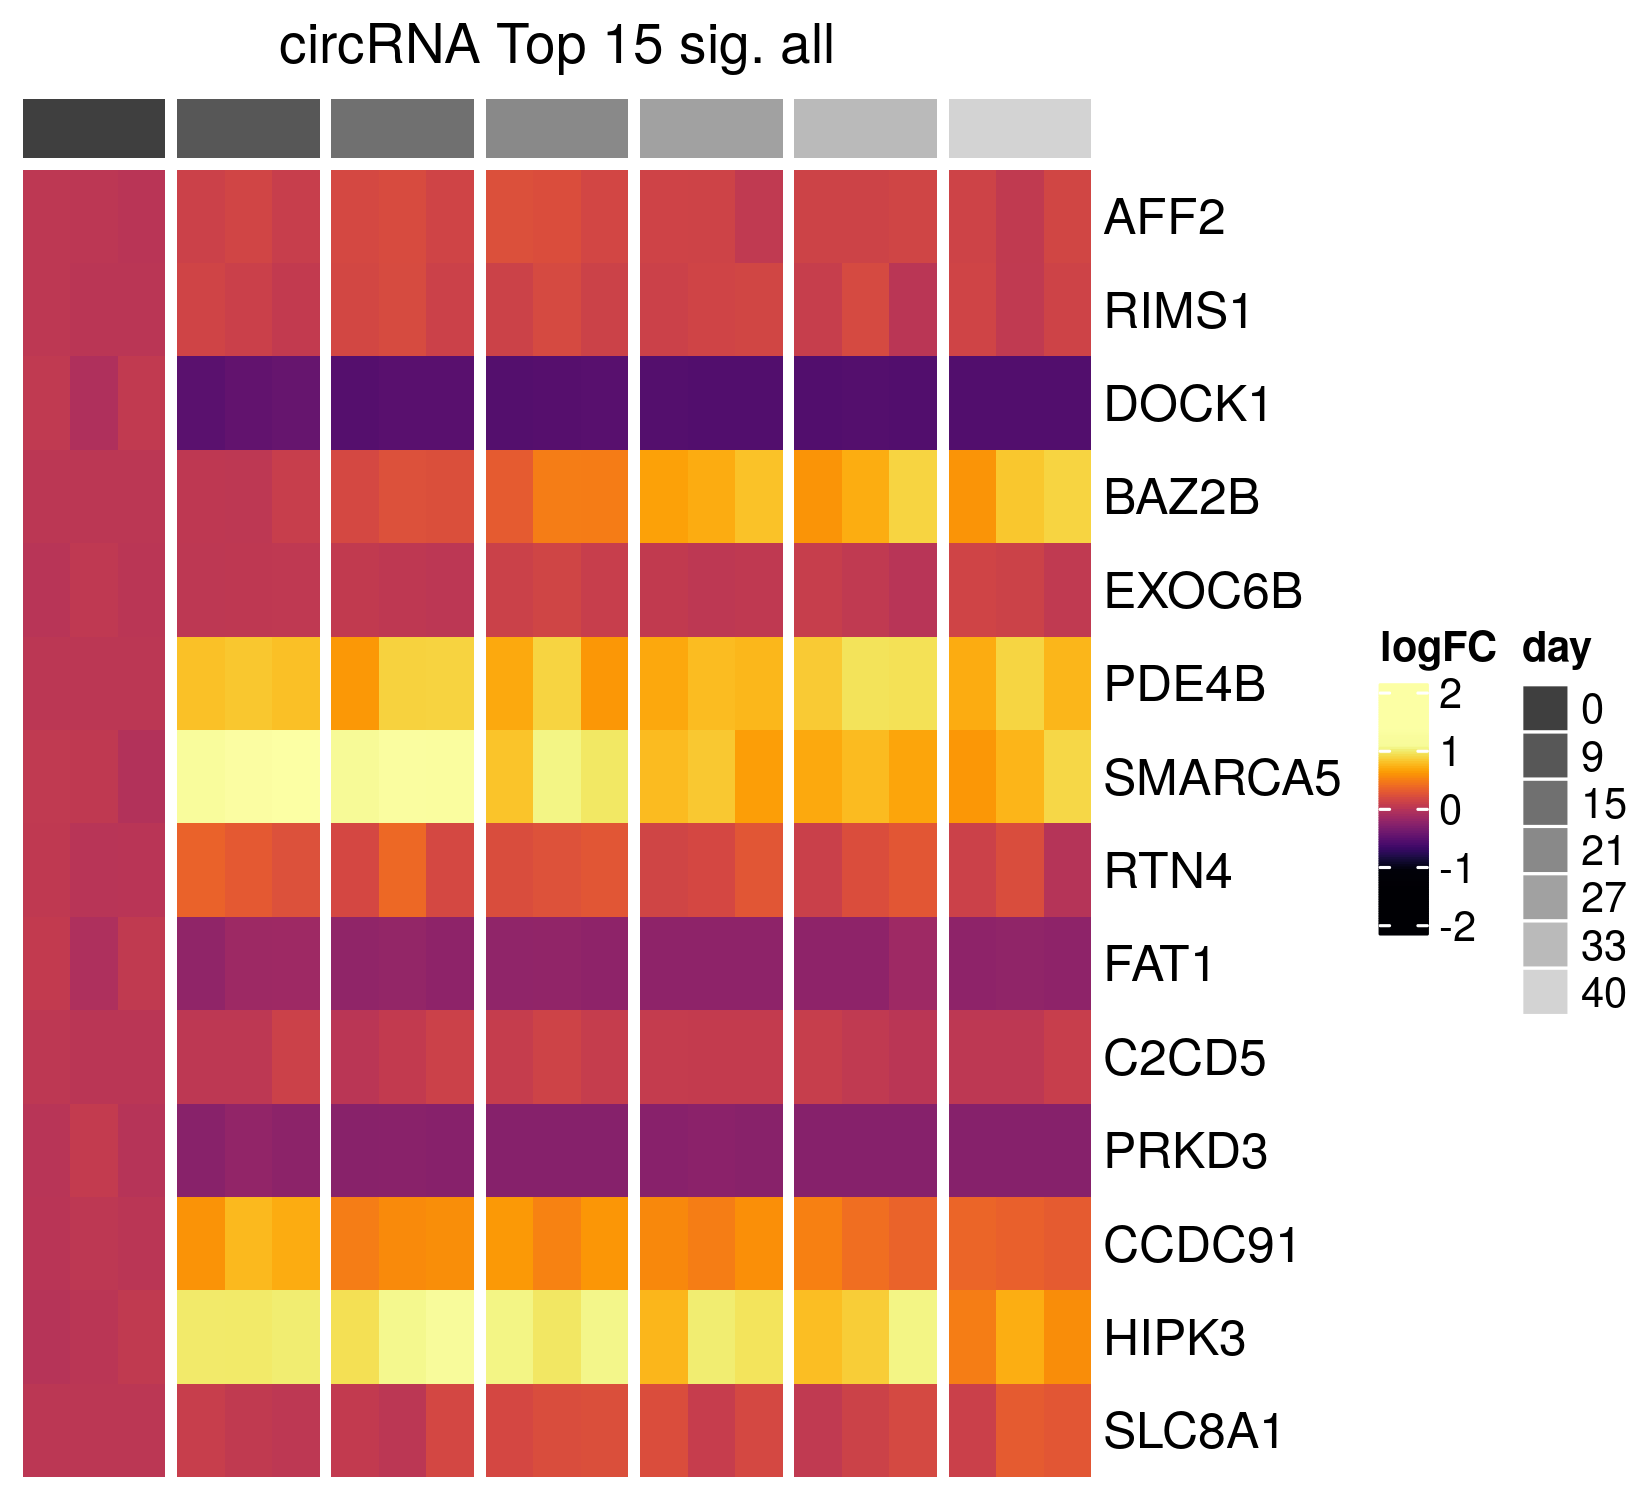 circRNA Top 15 sig. all
AFF2
RIMS1
DOCK1
BAZ2B
EXOC6B
PDE4B
SMARCA5
RTN4
FAT1
C2CD5
PRKD3
CCDC91
HIPK3
SLC8A1
logFC
2
1
0
-1
-2
day
0
9
15
21
27
33
40